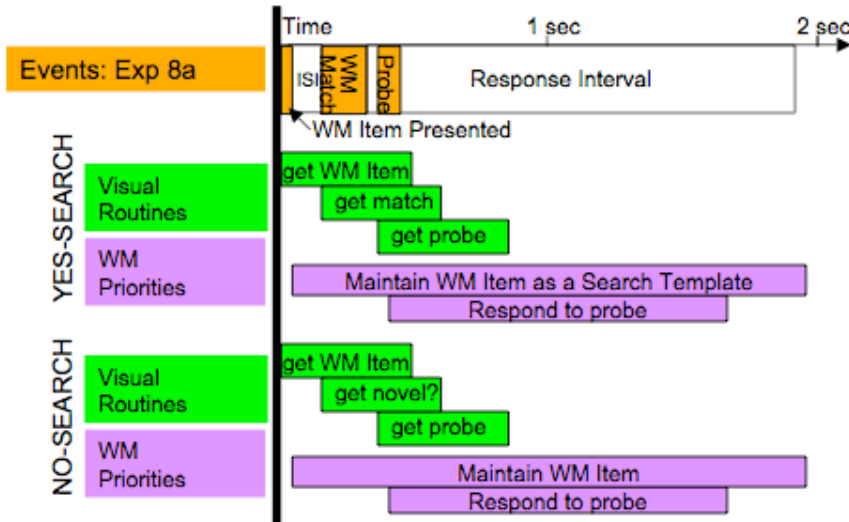 Time
1 sec
2 sec
Events: Exp 8a
ISI
WM
Match
Probe
Response Interval
WM Item Presented
YES-SEARCH
Visual
Routines
get WM Item
get match
get probe
WM
Priorities
Maintain WM Item as a Search Template
Respond to probe
NO-SEARCH
Visual
Routines
get WM Item
get novel?
get probe
WM
Priorities
Maintain WM Item
Respond to probe